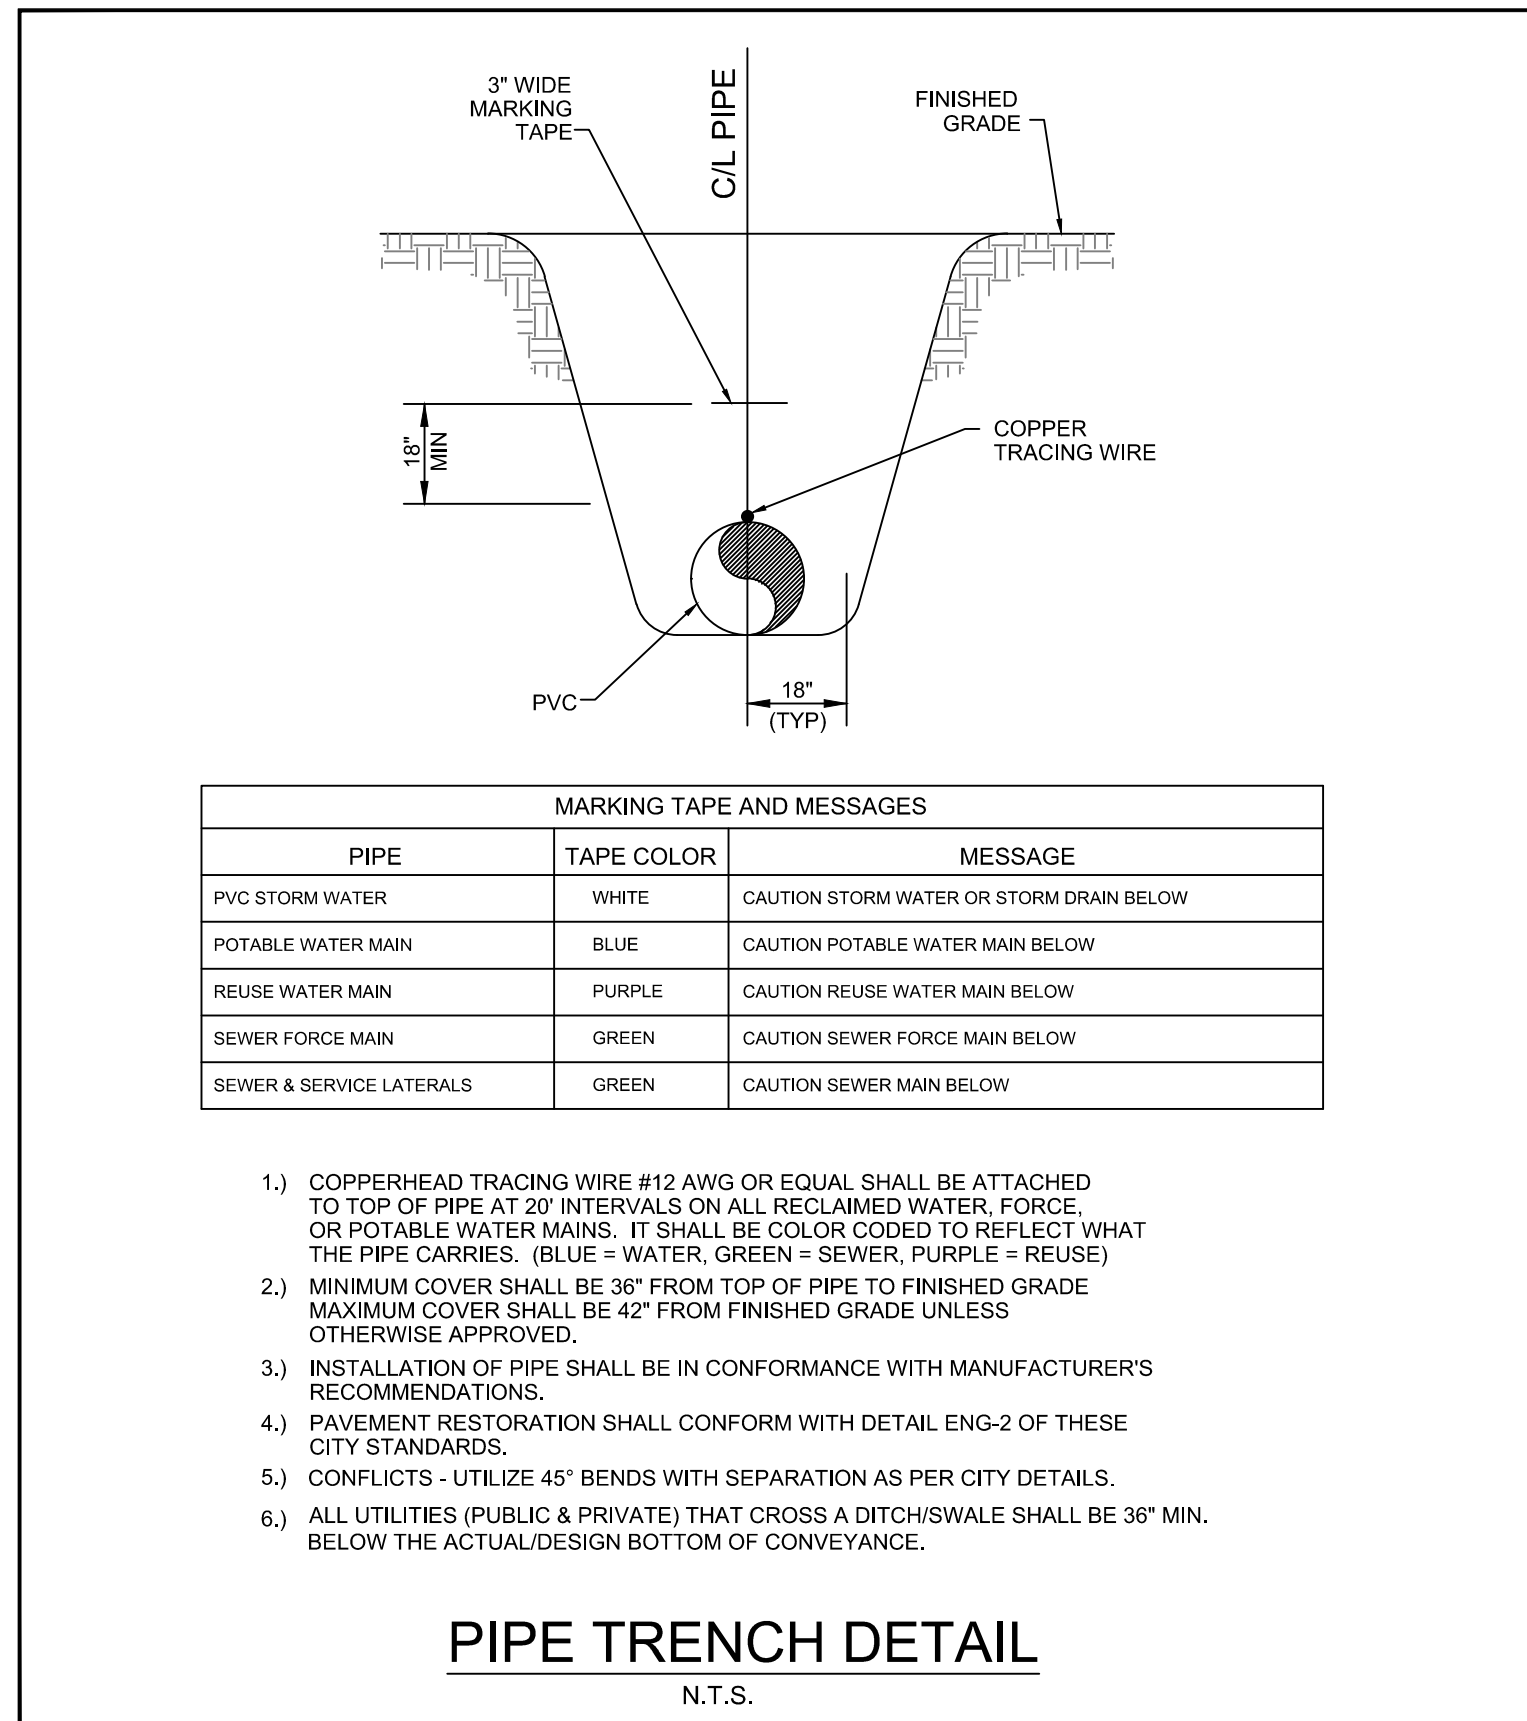 3" WIDE
MARKING
TAPE
C/L PIPE
FINISHED
GRADE
18"
MIN
COPPER
TRACING WIRE
PVC
18"
(TYP)
MARKING TAPE AND MESSAGES
PIPE TAPE COLOR MESSAGE
PVC STORM WATER WHITE CAUTION STORM WATER OR STORM DRAIN BELOW
POTABLE WATER MAIN BLUE CAUTION POTABLE WATER MAIN BELOW
REUSE WATER MAIN PURPLE CAUTION REUSE WATER MAIN BELOW
SEWER FORCE MAIN GREEN CAUTION SEWER FORCE MAIN BELOW
SEWER & SERVICE LATERALS GREEN CAUTION SEWER MAIN BELOW
1.) COPPERHEAD TRACING WIRE #12 AWG OR EQUAL SHALL BE ATTACHED
TO TOP OF PIPE AT 20' INTERVALS ON ALL RECLAIMED WATER, FORCE,
OR POTABLE WATER MAINS. IT SHALL BE COLOR CODED TO REFLECT WHAT
THE PIPE CARRIES. (BLUE = WATER, GREEN = SEWER, PURPLE = REUSE)
2.) MINIMUM COVER SHALL BE 36" FROM TOP OF PIPE TO FINISHED GRADE
MAXIMUM COVER SHALL BE 42" FROM FINISHED GRADE UNLESS
OTHERWISE APPROVED.
3.) INSTALLATION OF PIPE SHALL BE IN CONFORMANCE WITH MANUFACTURER'S
RECOMMENDATIONS.
4.) PAVEMENT RESTORATION SHALL CONFORM WITH DETAIL ENG-2 OF THESE
CITY STANDARDS.
5.) CONFLICTS - UTILIZE 45° BENDS WITH SEPARATION AS PER CITY DETAILS.
6.) ALL UTILITIES (PUBLIC & PRIVATE) THAT CROSS A DITCH/SWALE SHALL BE 36" MIN.
BELOW THE ACTUAL/DESIGN BOTTOM OF CONVEYANCE.
PIPE TRENCH DETAIL
N.T.S.